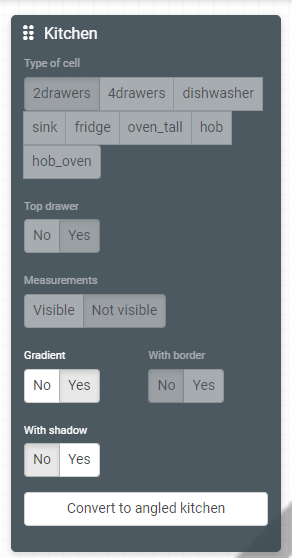 Kitchen
Type of cell
2drawers 4drawers dishwasher
sink fridge oven_tall hob
hob_oven
Top drawer
No Yes
Measurements
Visible Not visible
Gradient With border
No Yes No Yes
With shadow
No Yes
Convert to angled kitchen